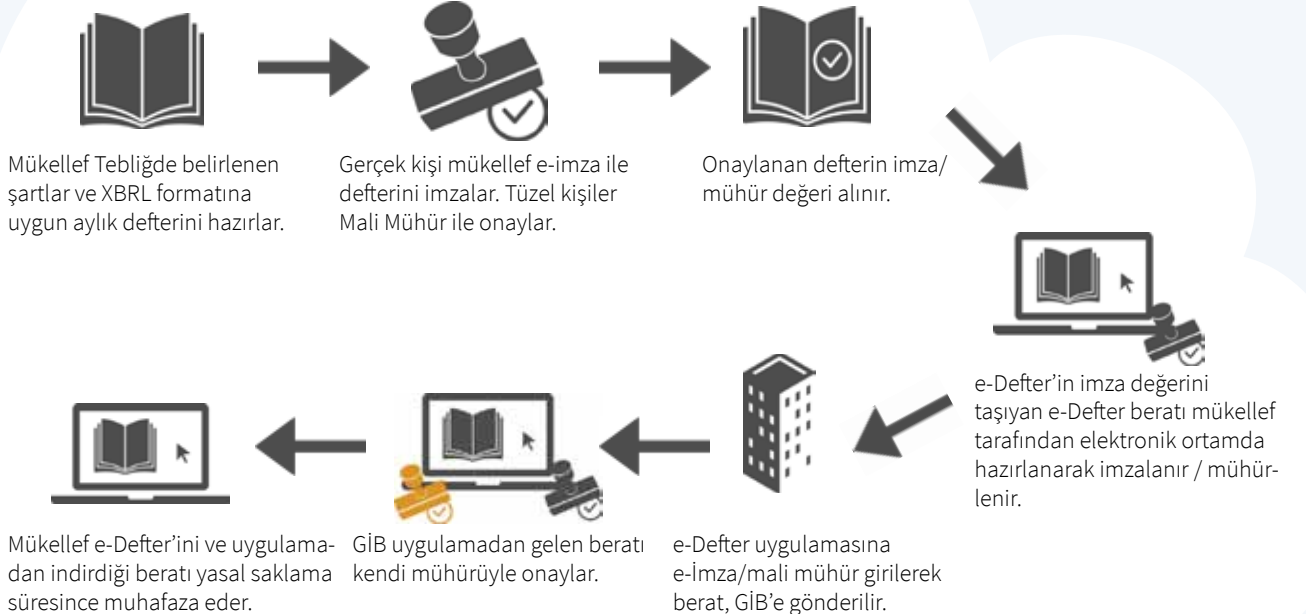 Mükellef Tebliğde belirlenen
şartlar ve XBRL formatına
uygun aylık defterini hazırlar.
Gerçek kişi mükellef e-imza ile
defterini imzalar. Tüzel kişiler
Mali Mühür ile onaylar.
Onaylanan defterin imza/
mühür değeri alınır.
e-Defter’in imza değerini
taşıyan e-Defter beratı mükellef
tarafından elektronik ortamda
hazırlanarak imzalanır / mühür-
lenir.
e-Defter uygulamasına
e-İmza/mali mühür girilerek
berat, GİB’e gönderilir.
GİB uygulamadan gelen beratı
kendi mühürüyle onaylar.
Mükellef e-Defter’ini ve uygulama-
dan indirdiği beratı yasal saklama
süresince muhafaza eder.